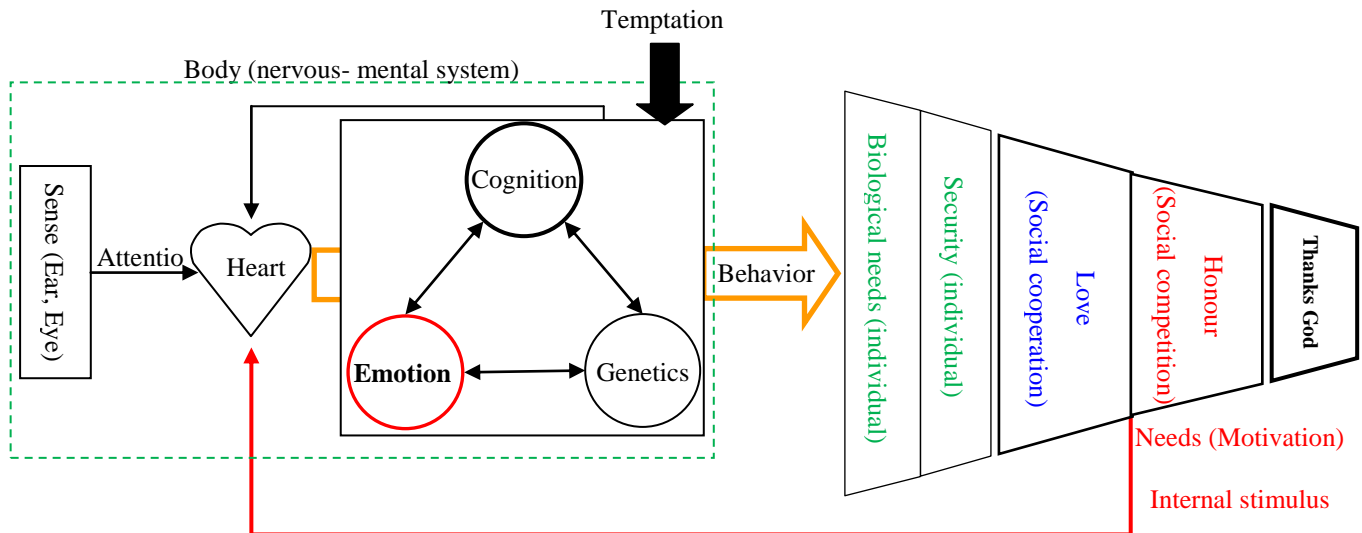 Temptation
Body (nervous- mental system)
Sense (Ear, Eye)
Attentio
Heart
Cognition
Emotion
Genetics
Behavior
Biological needs (individual)
Security (individual)
Love
(Social cooperation)
Honour
(Social competition)
Thanks God
Needs (Motivation)
Internal stimulus